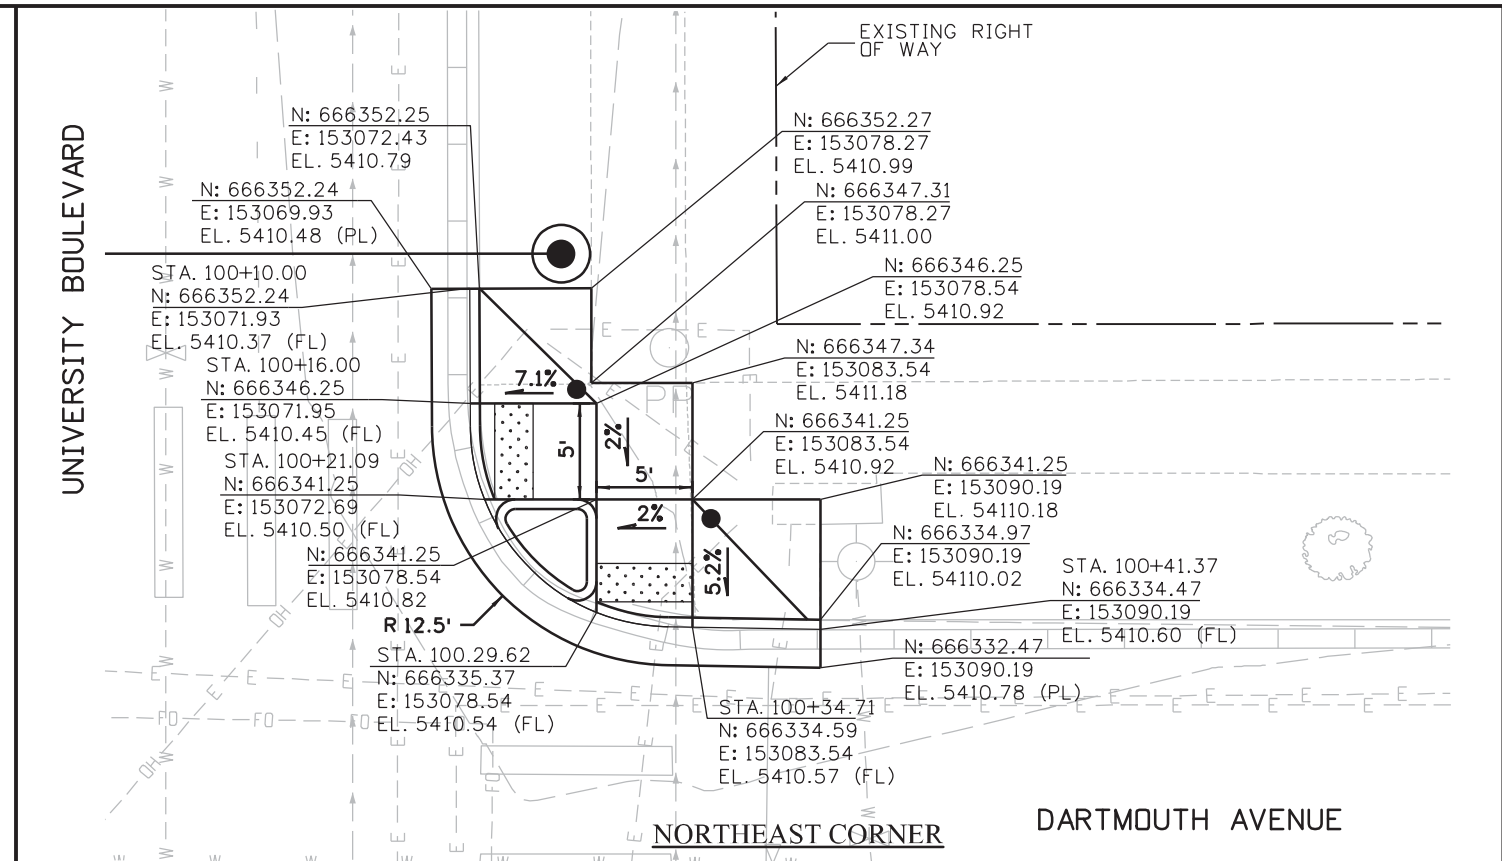 EXISTING RIGHT
OF WAY
UNIVERSITY BOULEVARD
N: 666352.25
E: 153072.43
EL. 5410.79
N: 666352.27
E: 153078.27
EL. 5410.99
N: 666352.24
E: 153069.93
EL. 5410.48 (PL)
N: 666347.31
E: 153078.27
EL. 5411.00
STA. 100+10.00
N: 666352.24
E: 153071.93
EL. 5410.37 (FL)
N: 666346.25
E: 153078.54
EL. 5410.92
STA. 100+16.00
N: 666346.25
E: 153071.95
EL. 5410.45 (FL)
N: 666347.34
E: 153083.54
EL. 5411.18
7.1%
PP
2%
5'
5'
2%
5.2%
STA. 100+21.09
N: 666341.25
E: 153072.69
EL. 5410.50 (FL)
N: 666341.25
E: 153083.54
EL. 5410.92
N: 666341.25
E: 153090.19
EL. 54110.18
N: 666341.25
E: 153078.54
EL. 5410.82
N: 666334.97
E: 153090.19
EL. 54110.02
STA. 100+41.37
N: 666334.47
E: 153090.19
EL. 5410.60 (FL)
R 12.5'
STA. 100.29.62
N: 666335.37
E: 153078.54
EL. 5410.54 (FL)
N: 666332.47
E: 153090.19
EL. 5410.78 (PL)
STA. 100+34.71
N: 666334.59
E: 153083.54
EL. 5410.57 (FL)
OH
OH
OH
FO
FO
FO
FO
NORTHEAST CORNER
DARTMOUTH AVENUE